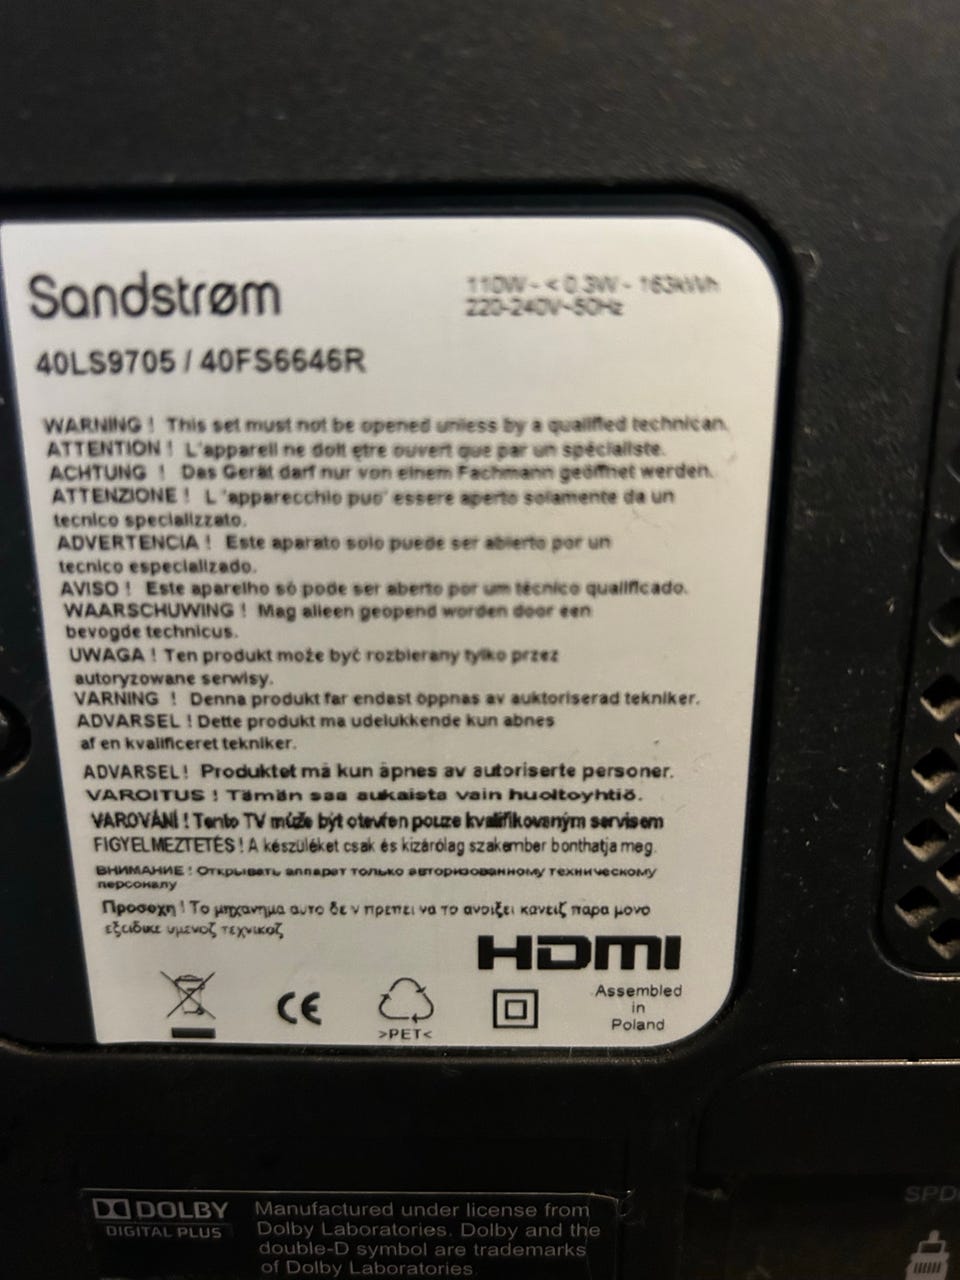 Sandstrøm
110W - < 0.3W - 163kWh
220-240V~50Hz
40LS9705 / 40FS6646R
WARNING ! This set must not be opened unless by a qualified technican.
ATTENTION ! L'appareil ne doit etre ouvert que par un spécialiste.
ACHTUNG ! Das Gerät darf nur von einem Fachmann geöffnet werden.
ATTENZIONE ! L 'apparecchio puo' essere aperto solamente da un
tecnico specializzato.
ADVERTENCIA ! Este aparato solo puede ser abierto por un
tecnico especializado.
AVISO ! Este aparelho só pode ser aberto por um técnico qualificado.
WAARSCHUWING ! Mag alleen geopend worden door een
bevogde technicus.
UWAGA ! Ten produkt może być rozbierany tylko przez
autoryzowane serwisy.
VARNING ! Denna produkt far endast öppnas av auktoriserad tekniker.
ADVARSEL ! Dette produkt ma udelukkende kun abnes
af en kvalificeret tekniker.
ADVARSEL! Produktet må kun åpnes av autoriserte personer.
VAROITUS ! Tämän saa aukaista vain huoltoyhtiö.
VAROVÁNÍ ! Tento TV může být otevřen pouze kvalifikovaným servisem
FIGYELMEZTETÉS ! A készüléket csak és kizárólag szakember bonthatja meg.
ВНИМАНИЕ ! Открывать аппарат только авторизованному техническому
персоналу
Προσοχη ! Το μηχανημα αυτο δε ν πρεπει να το ανοιξει κανειζ παρα μονο
εξειδικε υμενοζ τεχνικοζ
HDMI
CE
>PET<
Assembled
in
Poland
DOLBY
DIGITAL PLUS
Manufactured under license from
Dolby Laboratories. Dolby and the
double-D symbol are trademarks
of Dolby Laboratories